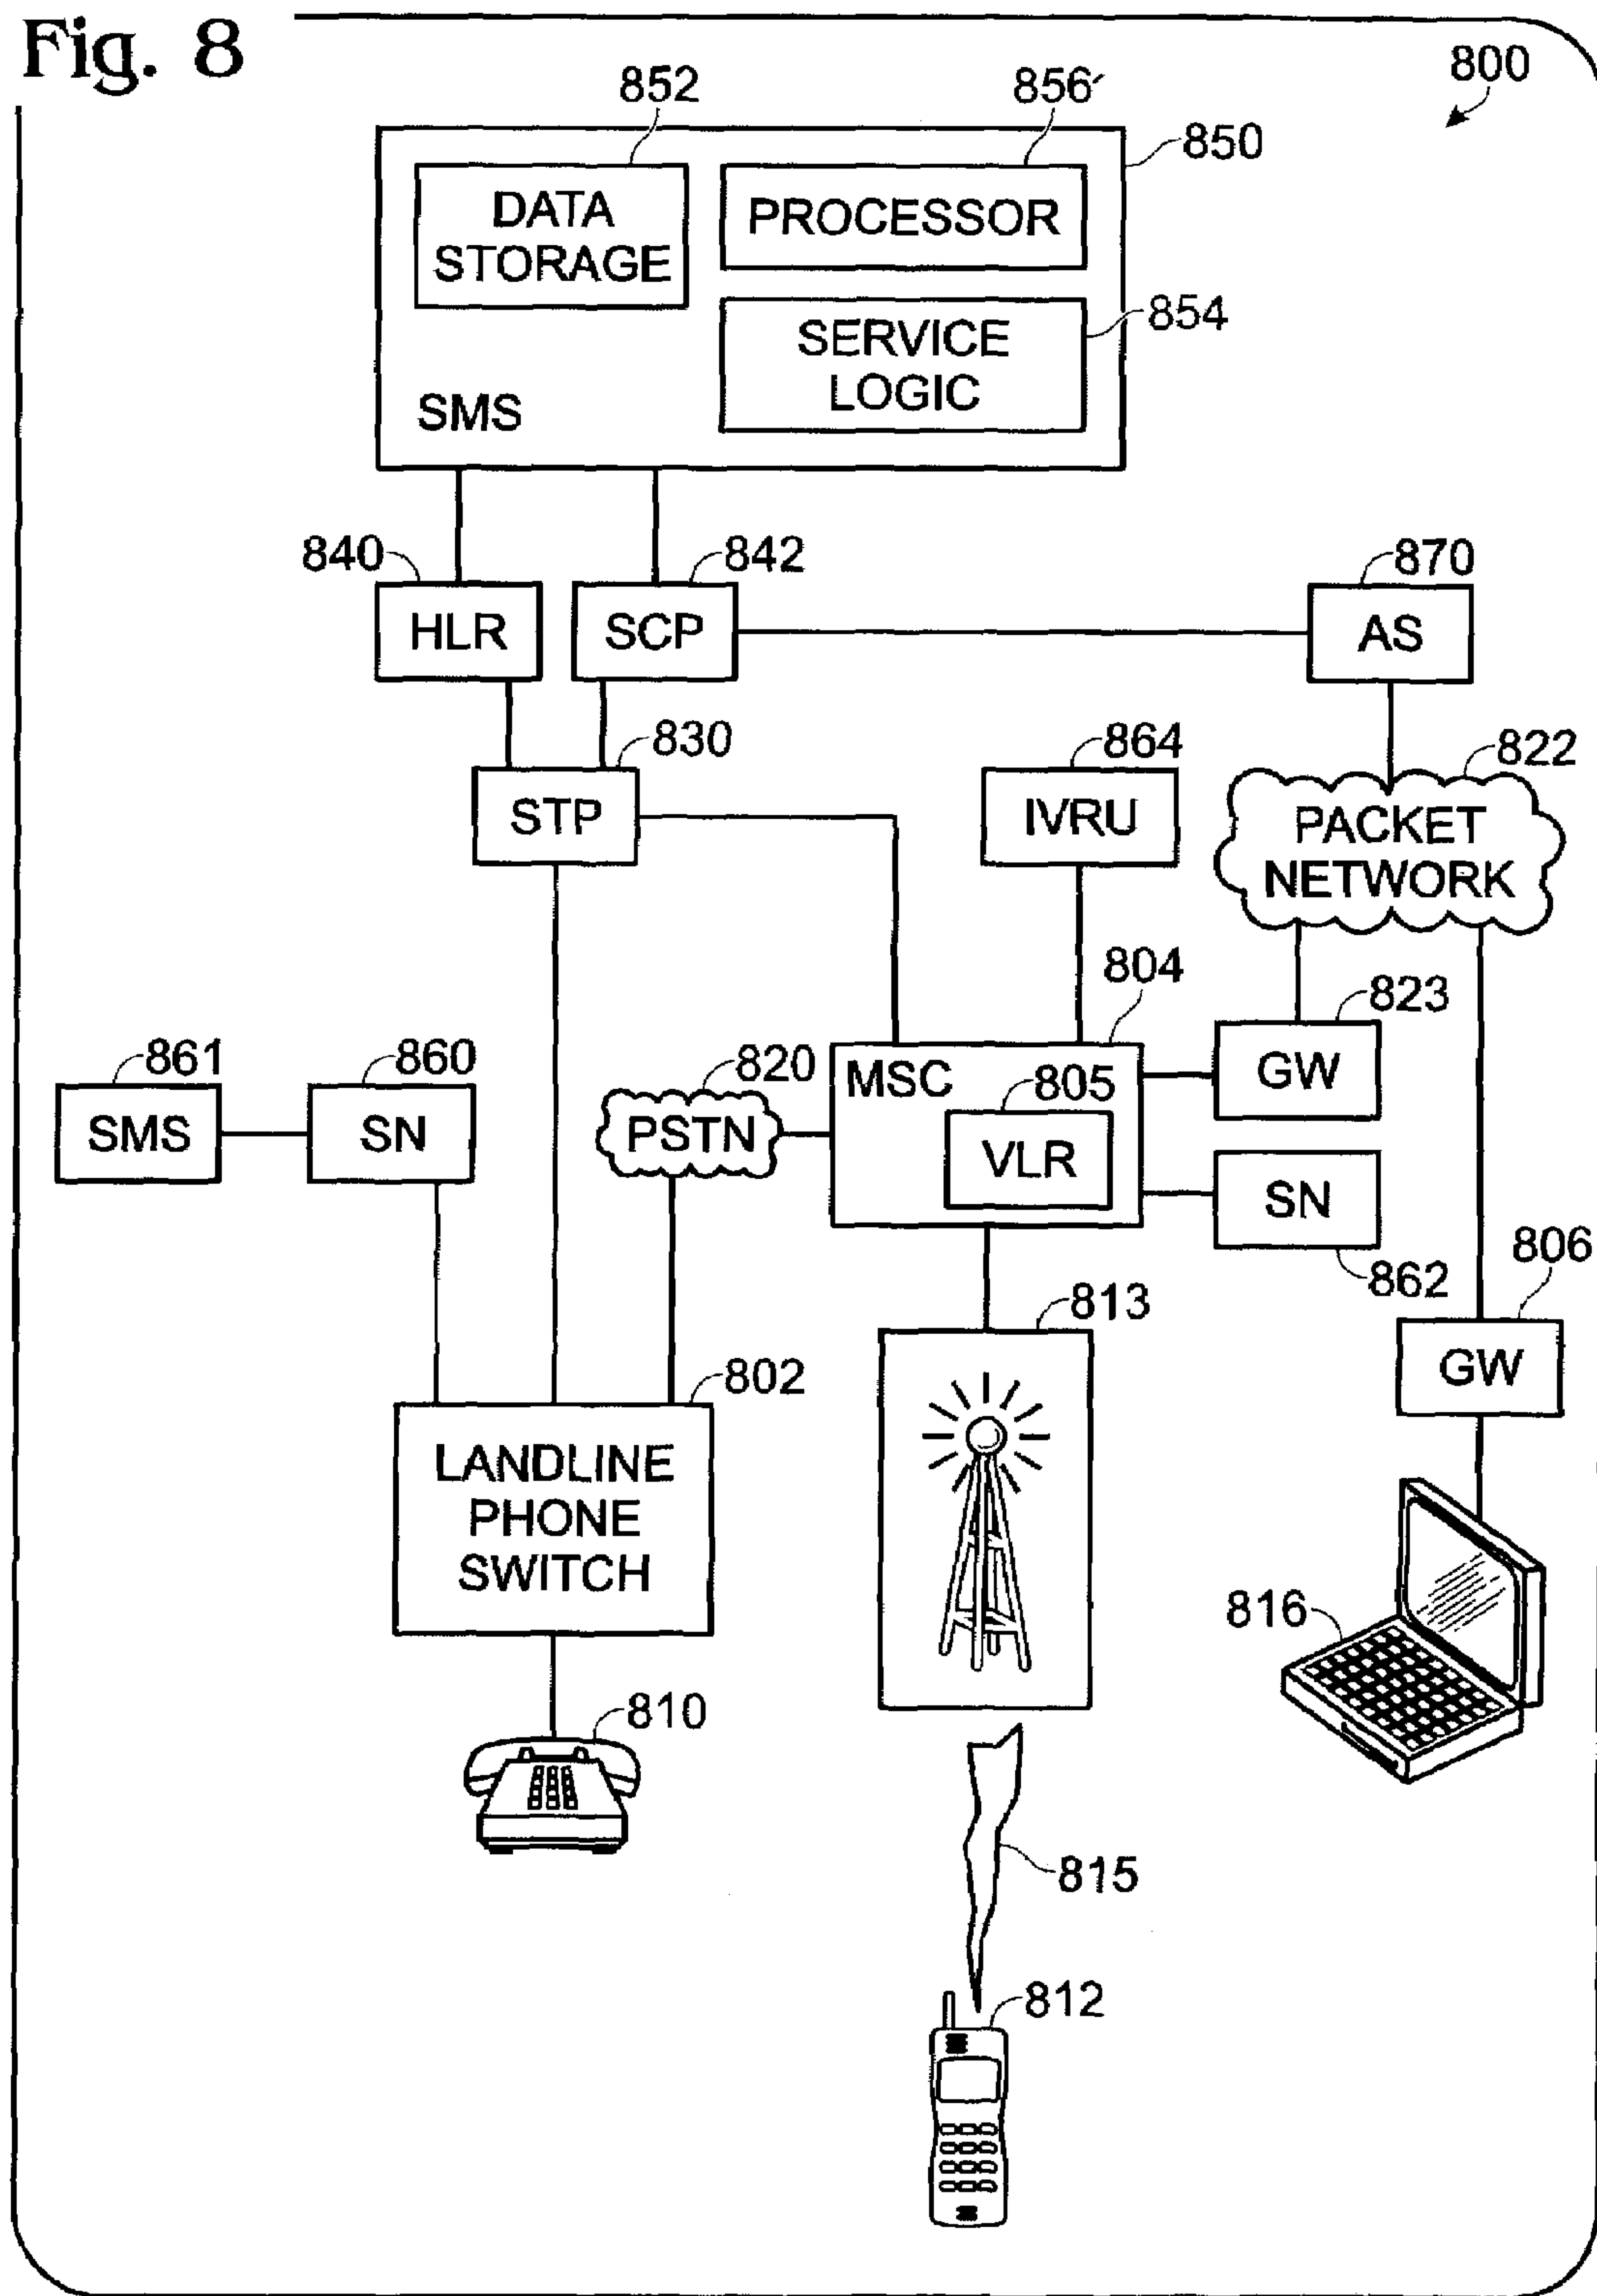 Fig. 8
800
852
856'
850
DATA
STORAGE
PROCESSOR
854
SERVICE
LOGIC
SMS
840
842
870
HLR
SCP
AS
830
864
822
STP
IVRU
PACKET
NETWORK
804
823
861
860
820
MSC
805
GW
SMS
SN
PSTN
VLR
SN
862
806
813
802
GW
LANDLINE
PHONE
SWITCH
816
810
815
812